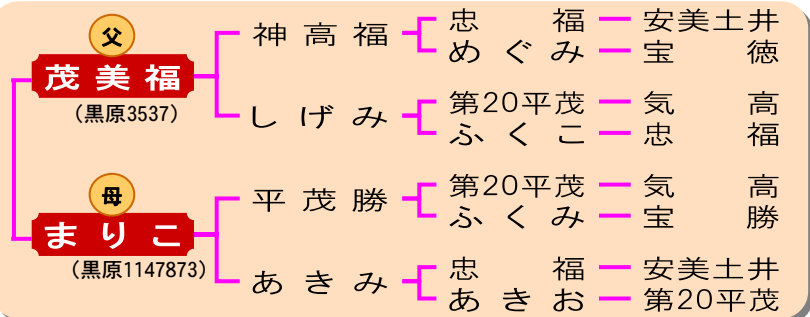 父
茂美福
(黒原3537)
神高福
忠福
安美土井
めぐみ
宝徳
しげみ
第20平茂
気高
ふくこ
忠福
母
まりこ
(黒原1147873)
平茂勝
第20平茂
気高
ふくみ
宝勝
あきみ
忠福
安美土井
あきお
第20平茂